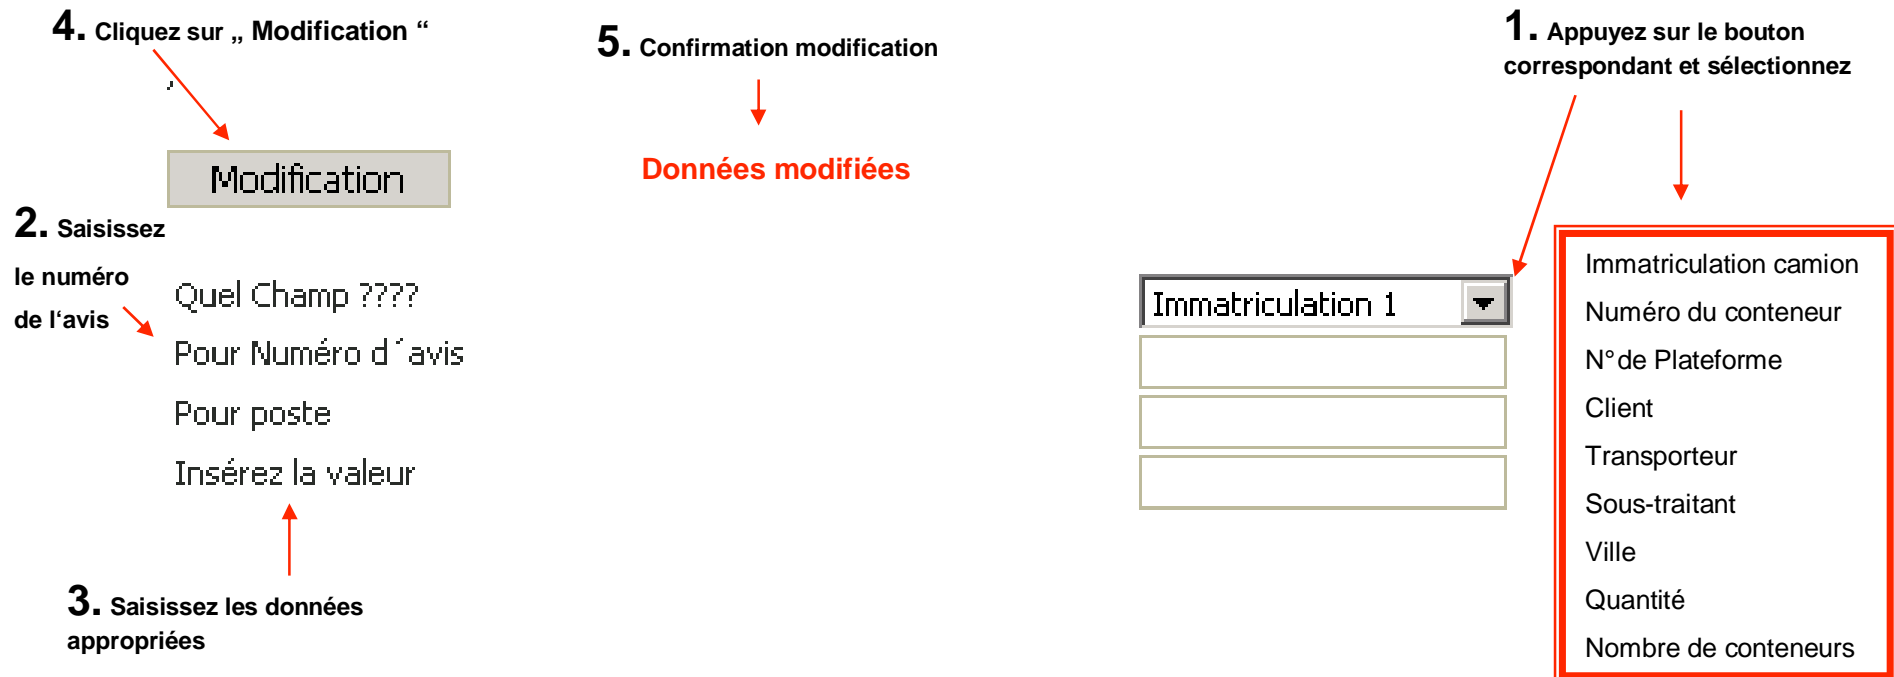 4. Cliquez sur „ Modification “
,
Modification
5. Confirmation modification
Données modifiées
1. Appuyez sur le bouton
correspondant et sélectionnez
2. Saisissez
le numéro
de l‘avis
Quel Champ ????
Pour Numéro d´avis
Pour poste
Insérez la valeur
3. Saisissez les données
appropriées
Immatriculation 1
Immatriculation camion
Numéro du conteneur
N° de Plateforme
Client
Transporteur
Sous-traitant
Ville
Quantité
Nombre de conteneurs